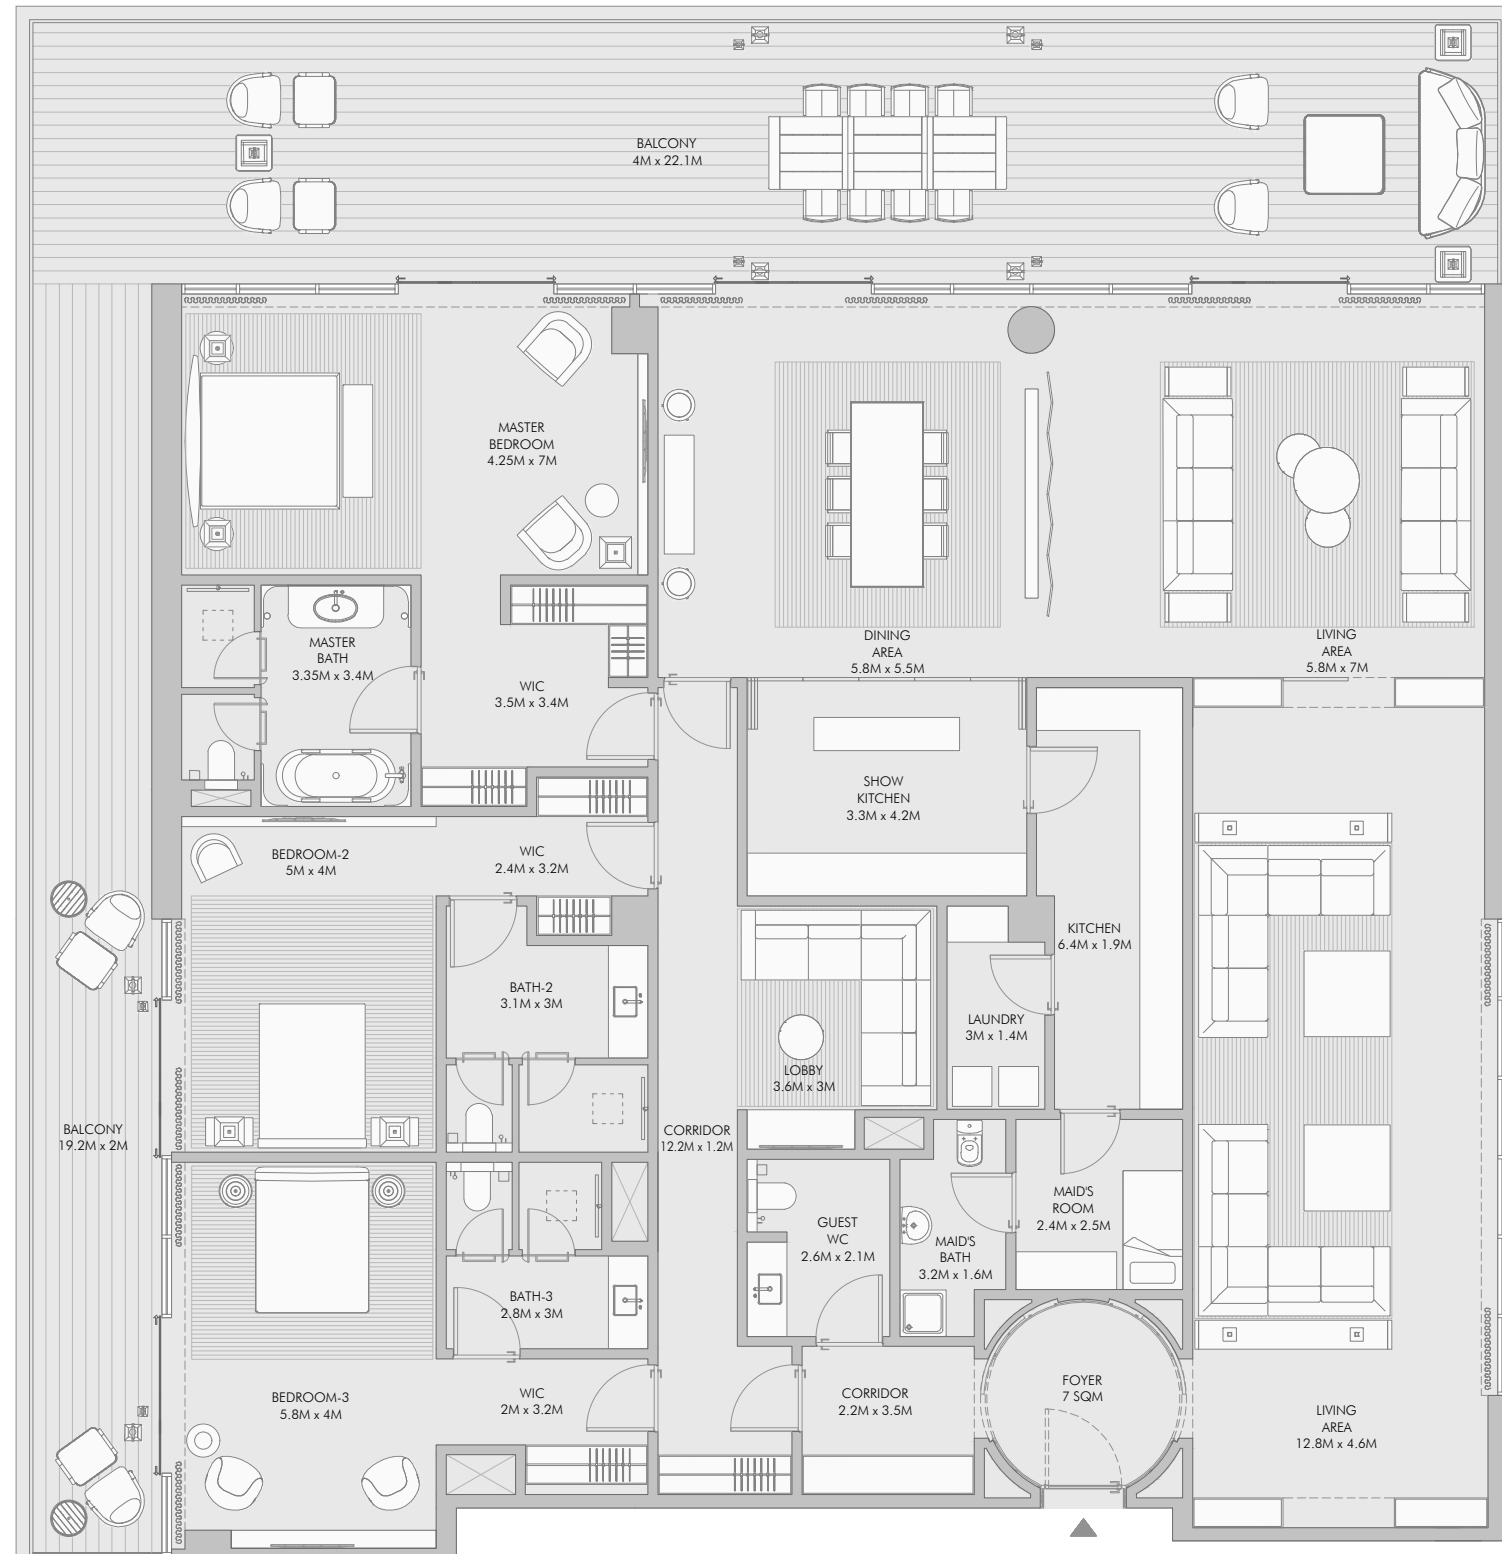 BALCONY
4M x 22.1M
MASTER
BEDROOM
4.25M x 7M
DINING
AREA
5.8M x 5.5M
LIVING
AREA
5.8M x 7M
MASTER
BATH
3.35M x 3.4M
WIC
3.5M x 3.4M
SHOW
KITCHEN
3.3M x 4.2M
BEDROOM-2
5M x 4M
WIC
2.4M x 3.2M
KITCHEN
6.4M x 1.9M
BATH-2
3.1M x 3M
LAUNDRY
3M x 1.4M
LOBBY
3.6M x 3M
BALCONY
19.2M x 2M
CORRIDOR
12.2M x 1.2M
MAID'S
ROOM
2.4M x 2.5M
GUEST
WC
2.6M x 2.1M
MAID'S
BATH
3.2M x 1.6M
BATH-3
2.8M x 3M
BEDROOM-3
5.8M x 4M
WIC
2M x 3.2M
CORRIDOR
2.2M x 3.5M
FOYER
7 SQM
LIVING
AREA
12.8M x 4.6M